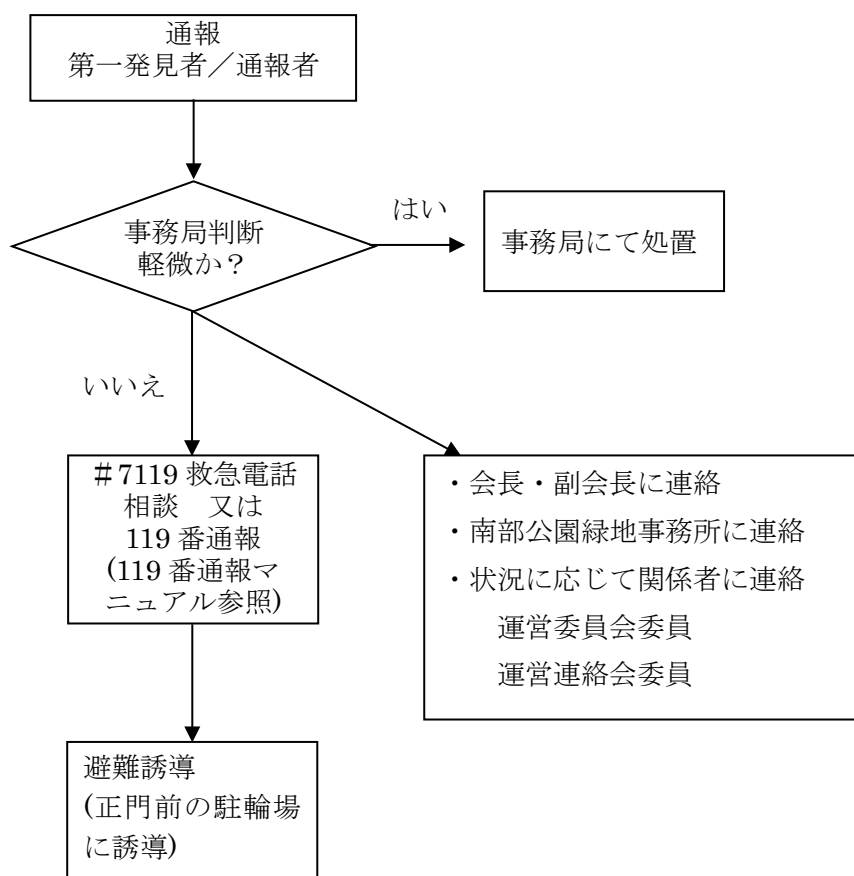 通報
第一発見者／通報者
事務局判断
軽微か？
はい
事務局にて処置
いいえ
＃7119 救急電話
相談　又は
119 番通報
(119 番通報マ
ニュアル参照)
・会長・副会長に連絡
・南部公園緑地事務所に連絡
・状況に応じて関係者に連絡
運営委員会委員
運営連絡会委員
避難誘導
(正門前の駐輪場
に誘導)